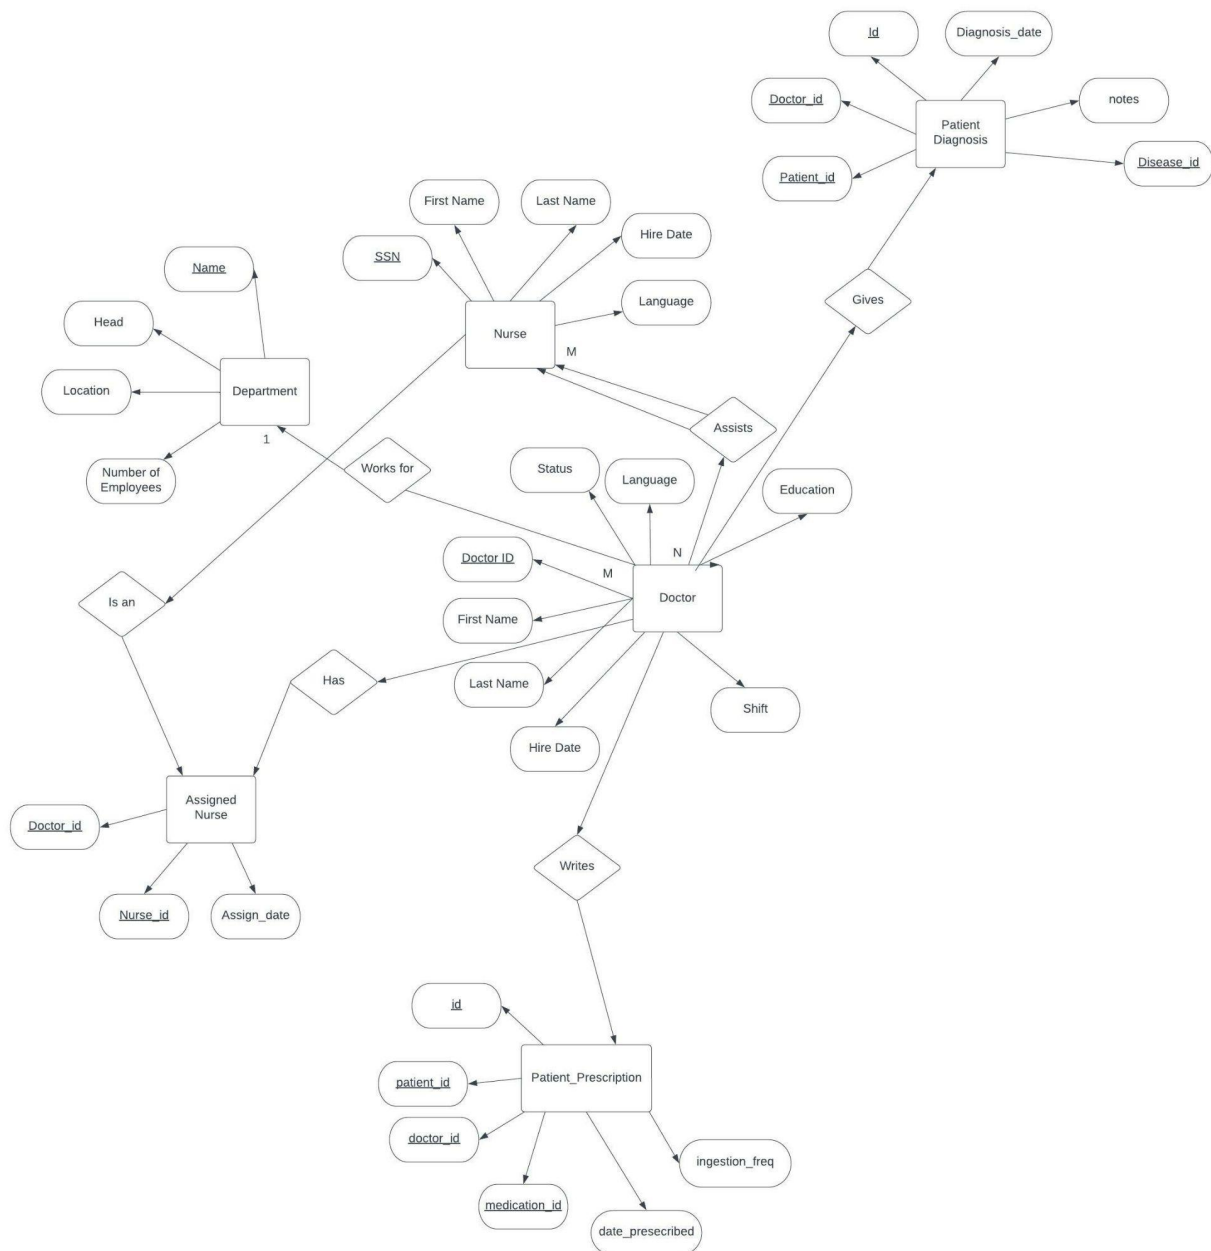 Id
Diagnosis_date
Doctor_id
notes
Patient
Diagnosis
Patient_id
Disease_id
First Name
Last Name
Hire Date
SSN
Name
Language
Gives
Head
Nurse
M
Department
Location
Assists
1
Works for
Number of
Employees
Status
Language
Education
N
Doctor ID
M
Doctor
Is an
First Name
Has
Last Name
Shift
Hire Date
Assigned
Nurse
Doctor_id
Writes
Nurse_id
Assign_date
id
Patient_Prescription
patient_id
doctor_id
ingestion_freq
medication_id
date_presecribed